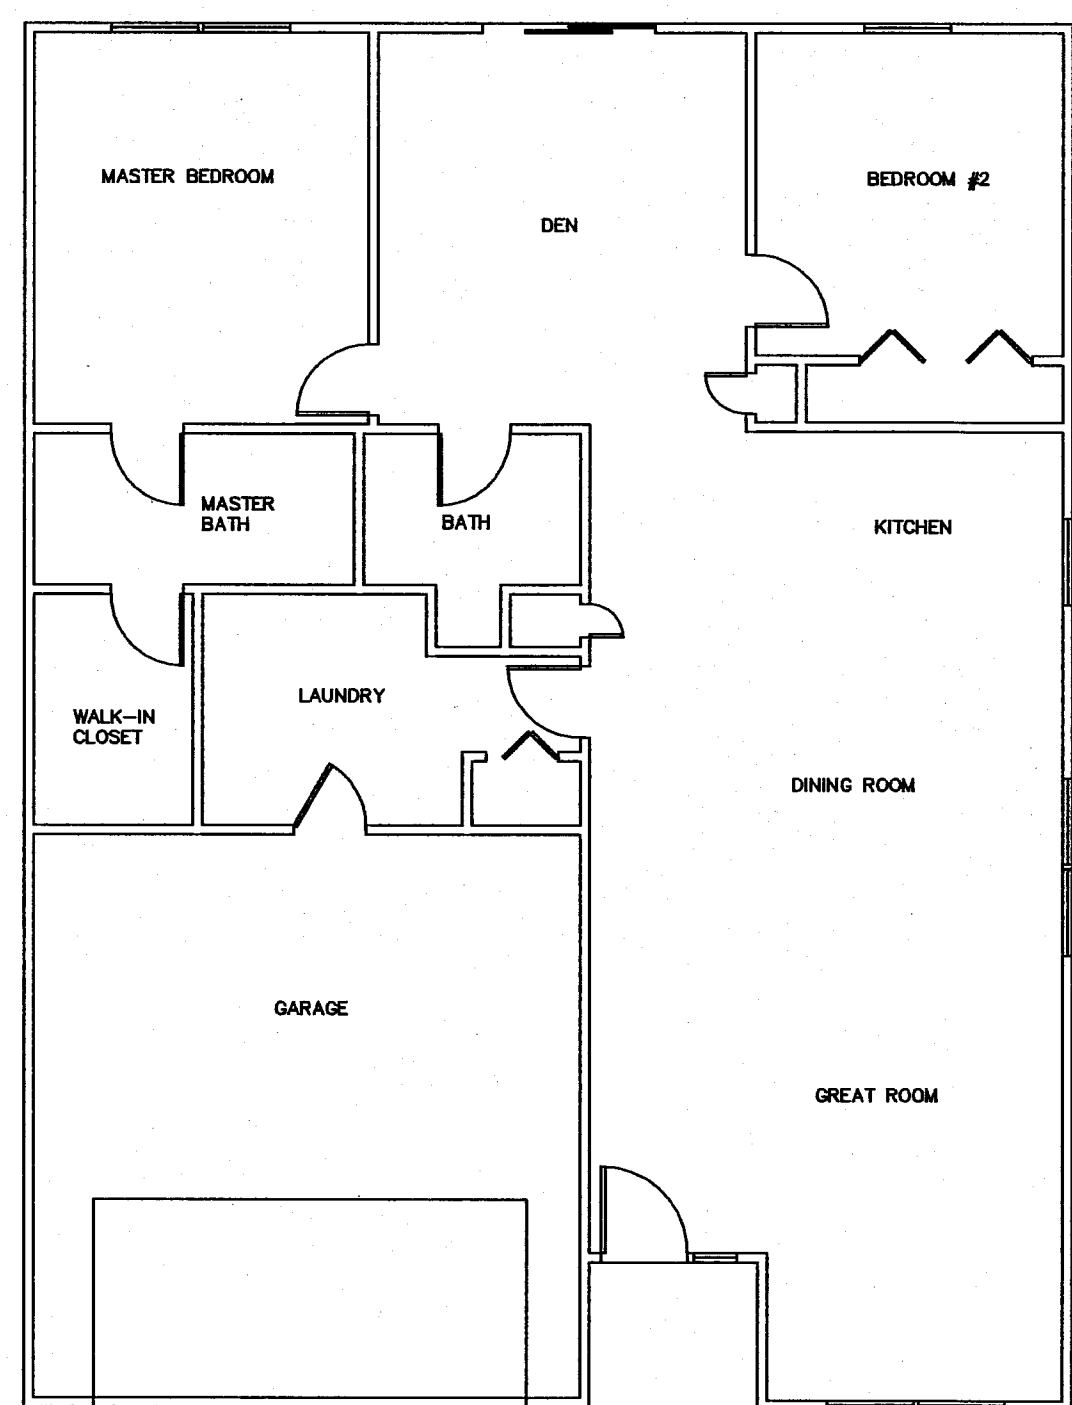 MASTER BEDROOM
BEDROOM #2
DEN
MASTER
BATH
BATH
KITCHEN
LAUNDRY
WALK-IN
CLOSET
DINING ROOM
GARAGE
GREAT ROOM